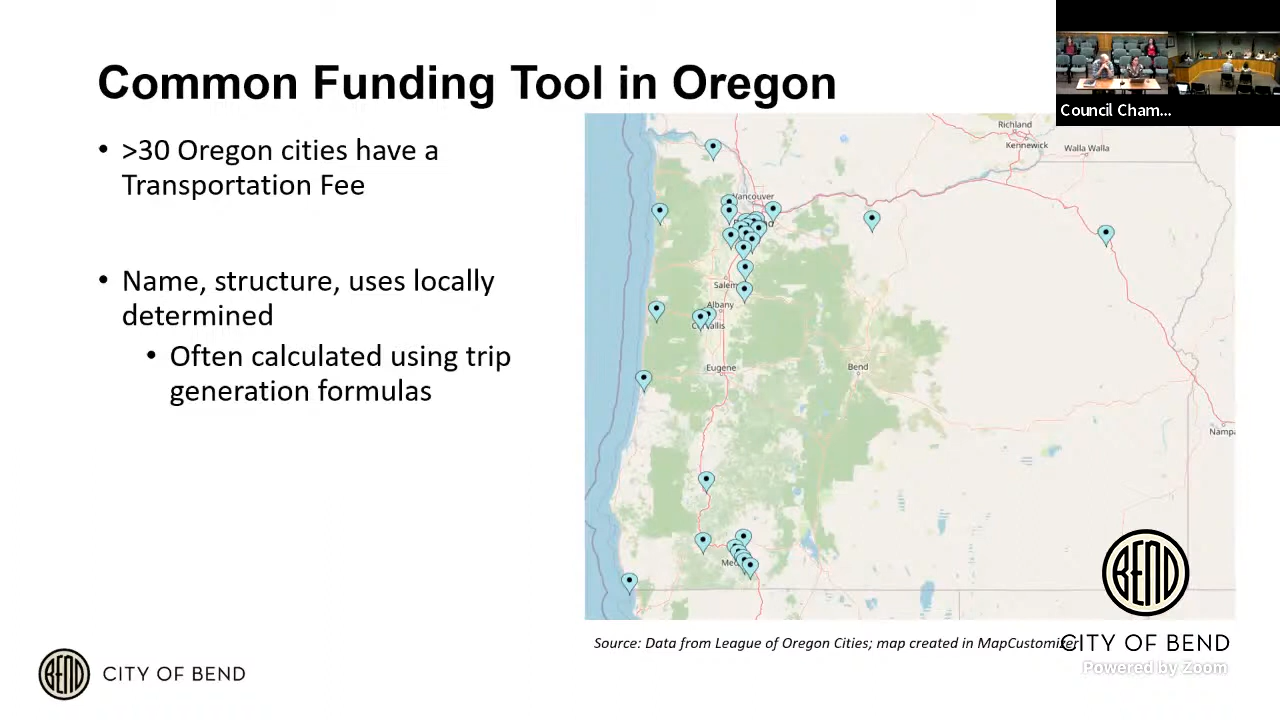 Common Funding Tool in Oregon
Council Cham...
• >30 Oregon cities have a
Transportation Fee
• Name, structure, uses locally
determined
• Often calculated using trip
generation formulas
Richland
Kennewick
Walla Walla
Vancouver
Salem
Albany
Corvallis
Eugene
Bend
Nampa
BEND
CITY OF BEND
Source: Data from League of Oregon Cities; map created in MapCustomizer
Powered by Zoom
BEND
CITY OF BEND